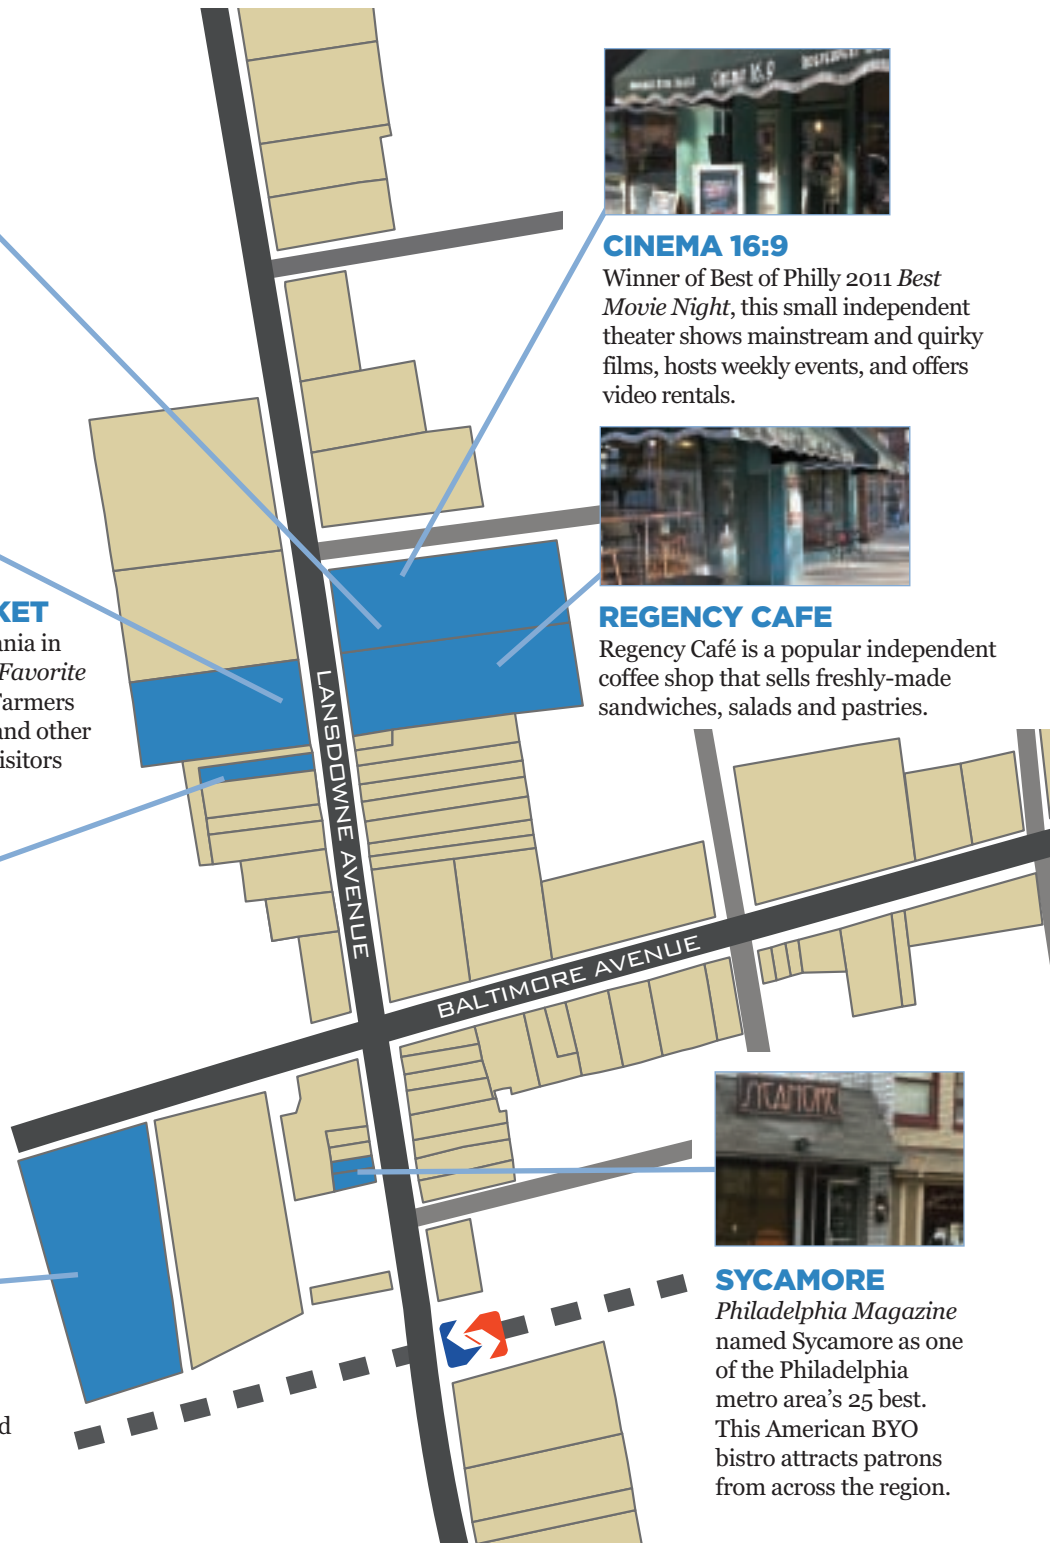 CINEMA 16:9
Winner of Best of Philly 2011 Best
Movie Night, this small independent
theater shows mainstream and quirky
films, hosts weekly events, and offers
video rentals.
REGENCY CAFE
Regency Café is a popular independent
coffee shop that sells freshly-made
sandwiches, salads and pastries.
KET
nia in
Favorite
Farmers
and other
isitors
LANSDOWNE AVENUE
BALTIMORE AVENUE
SYCAMORE
SYCAMORE
Philadelphia Magazine
named Sycamore as one
of the Philadelphia
metro area's 25 best.
This American BYO
bistro attracts patrons
from across the region.
d